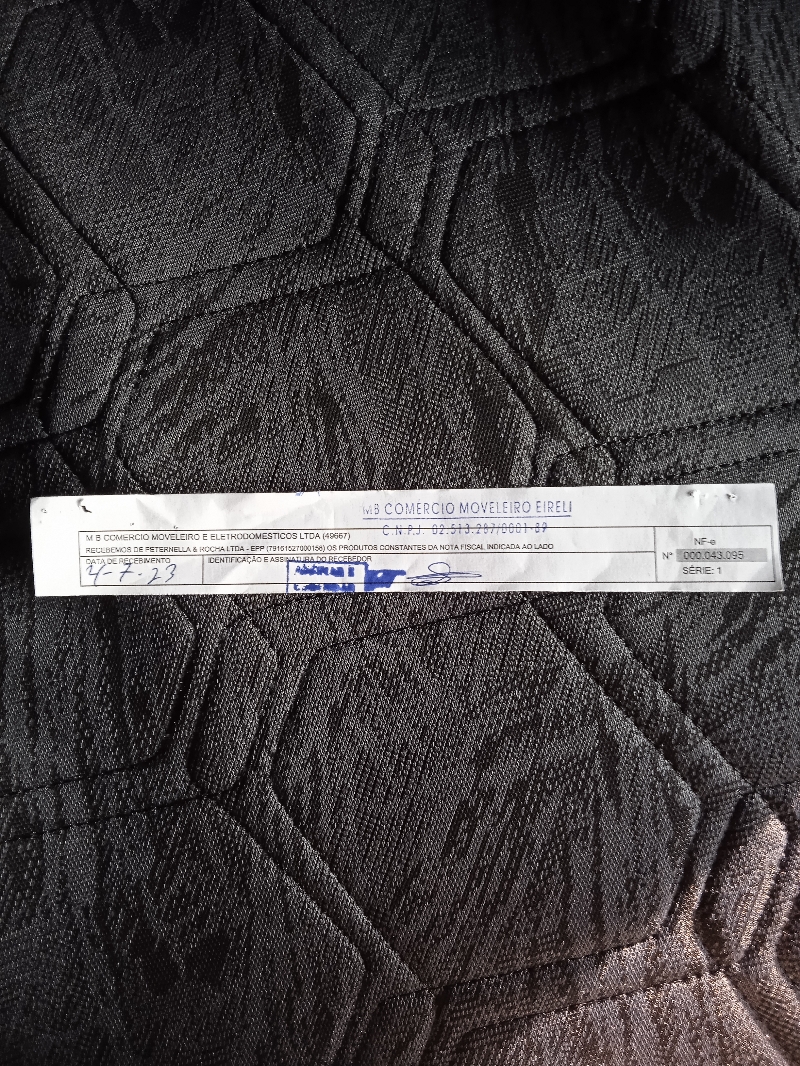 MB COMERCIO MOVELEIRO EIRELI
C.N.P.J. 02.513.287/0001-89
M B COMERCIO MOVELEIRO E ELETRODOMESTICOS LTDA (49667)
RECEBEMOS DE PETERNELLA & ROCHA LTDA - EPP (79161527000156) OS PRODUTOS CONSTANTES DA NOTA FISCAL INDICADA AO LADO
DATA DE RECEBIMENTO
IDENTIFICAÇÃO E ASSINATURA DO RECEBEDOR
4-7-23
NF-e
Nº 000.043.095
SÉRIE: 1